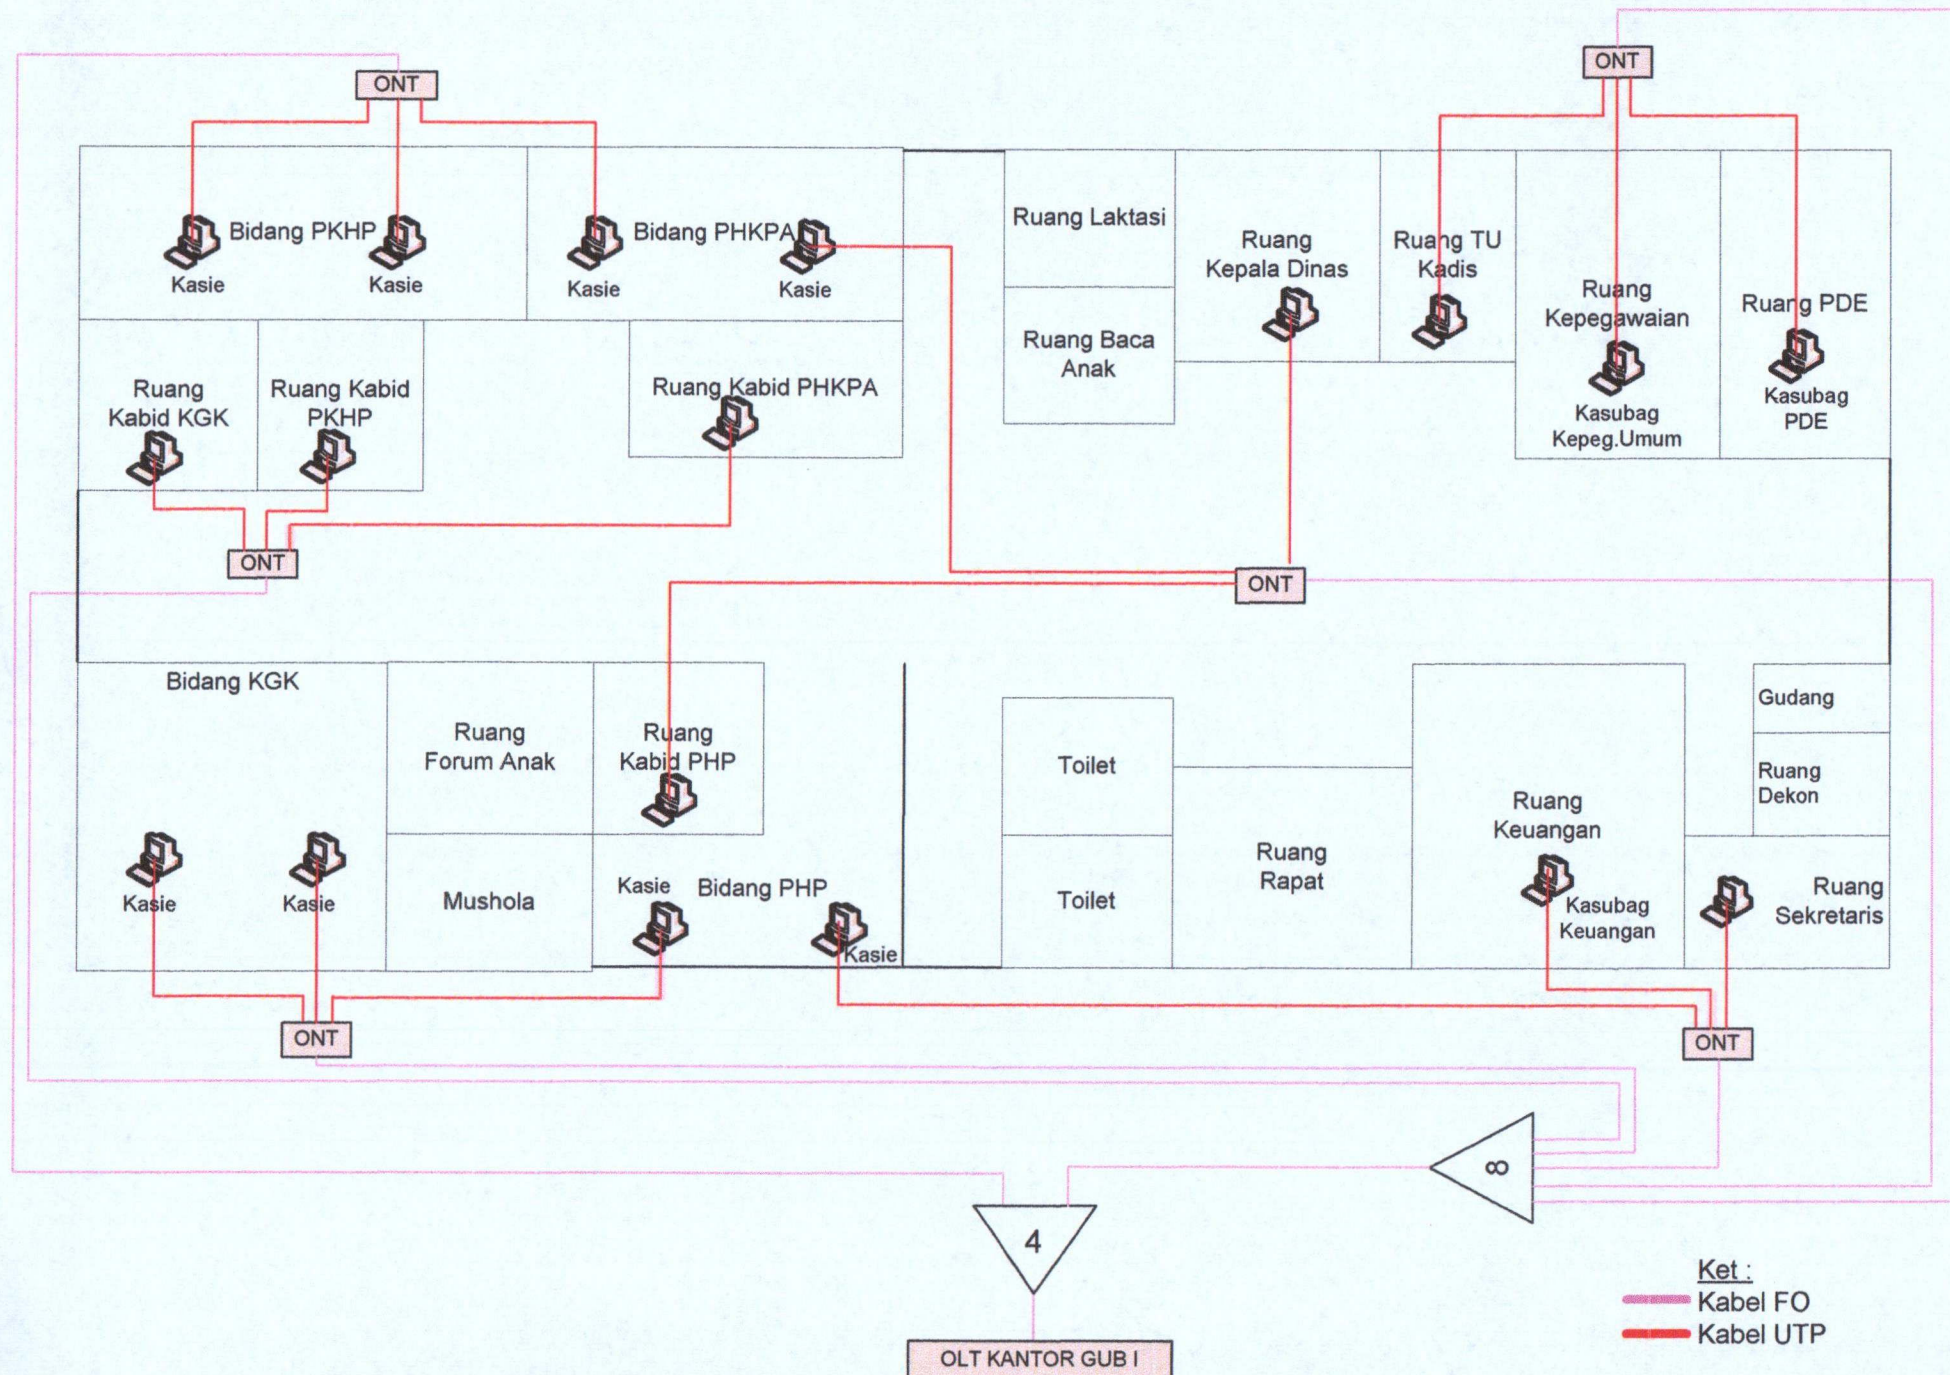 ONT
ONT
Bidang PKHP
Kasie
Kasie
Bidang PHKPA
Kasie
Kasie
Ruang Laktasi
Ruang
Kepala Dinas
Ruang TU
Kadis
Ruang
Kepegawaian
Kasubag
Kepeg.Umum
Ruang PDE
Kasubag
PDE
Ruang Baca
Anak
Ruang
Kabid KGK
Ruang Kabid
PKHP
Ruang Kabid PHKPA
ONT
ONT
Bidang KGK
Kasie
Kasie
Ruang
Forum Anak
Ruang
Kabid PHP
Mushola
Kasie
Bidang PHP
Kasie
Toilet
Toilet
Ruang
Rapat
Ruang
Keuangan
Kasubag
Keuangan
Gudang
Ruang
Dekon
Ruang
Sekretaris
ONT
ONT
8
4
OLT KANTOR GUB I
Ket :
Kabel FO
Kabel UTP